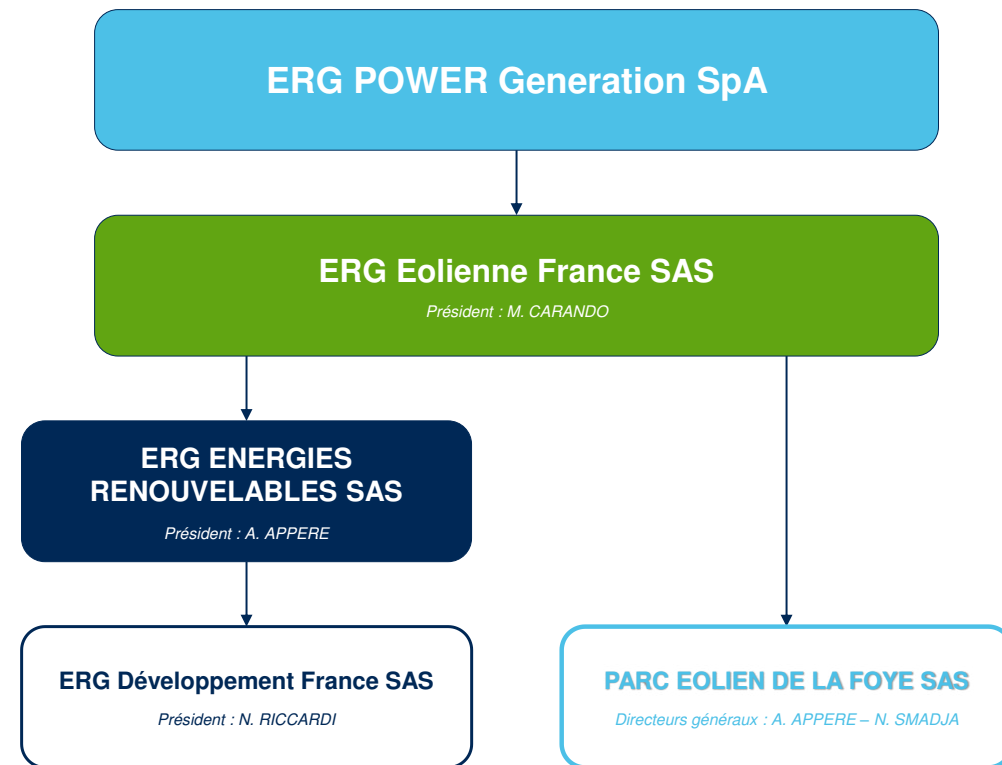 ERG POWER Generation SpA
ERG Eolienne France SAS
Président : M. CARANDO
ERG ENERGIES
RENOUVELABLES SAS
Président : A. APPERE
ERG Développement France SAS
Président : N. RICCARDI
PARC EOLIEN DE LA FOYE SAS
Directeurs généraux : A. APPERE – N. SMADJA